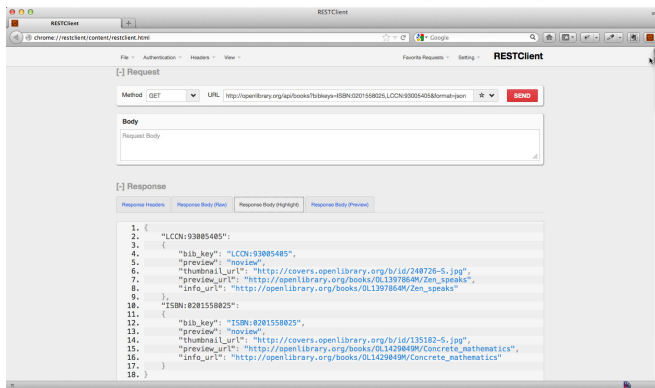 RESTClient
RESTClient
chrome://restclient/content/restclient.html
Google
File Authentication Headers View Favorite Requests Setting RESTClient
[-] Request
Method GET URL http://openlibrary.org/api/books?bibkeys=ISBN:0201558025,LCCN:93005405&format=json SEND
Body
Request Body
[-] Response
Response Headers Response Body (Raw) Response Body (Highlight) Response Body (Preview)
1. {
2. "LCCN:93005405":
3. {
4. "bib_key": "LCCN:93005405",
5. "preview": "noview",
6. "thumbnail_url": "http://covers.openlibrary.org/b/id/240726-S.jpg",
7. "preview_url": "http://openlibrary.org/books/OL1397864M/Zen_speaks",
8. "info_url": "http://openlibrary.org/books/OL1397864M/Zen_speaks"
9. },
10. "ISBN:0201558025":
11. {
12. "bib_key": "ISBN:0201558025",
13. "preview": "noview",
14. "thumbnail_url": "http://covers.openlibrary.org/b/id/135182-S.jpg",
15. "preview_url": "http://openlibrary.org/books/OL1429049M/Concrete_mathematics",
16. "info_url": "http://openlibrary.org/books/OL1429049M/Concrete_mathematics"
17. }
18. }